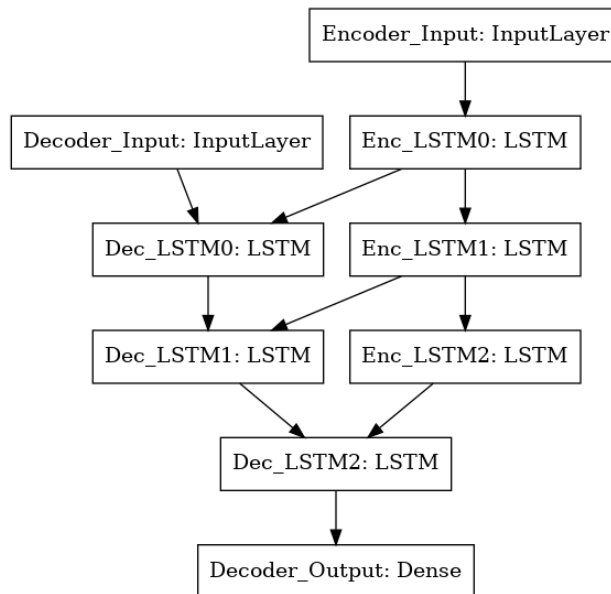 Encoder_Input: InputLayer
Decoder_Input: InputLayer
Enc_LSTM0: LSTM
Dec_LSTM0: LSTM
Enc_LSTM1: LSTM
Dec_LSTM1: LSTM
Enc_LSTM2: LSTM
Dec_LSTM2: LSTM
Decoder_Output: Dense